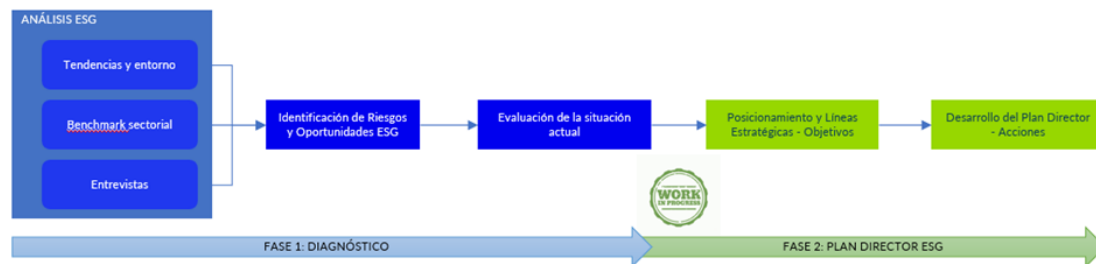 ANÁLISIS ESG
Tendencias y entorno
Benchmark sectorial
Entrevistas
Identificación de Riesgos
y Oportunidades ESG
Evaluación de la situación
actual
Posicionamiento y Líneas
Estratégicas - Objetivos
Desarrollo del Plan Director
- Acciones
WORK
IN PROGRESS
FASE 1: DIAGNÓSTICO
FASE 2: PLAN DIRECTOR ESG